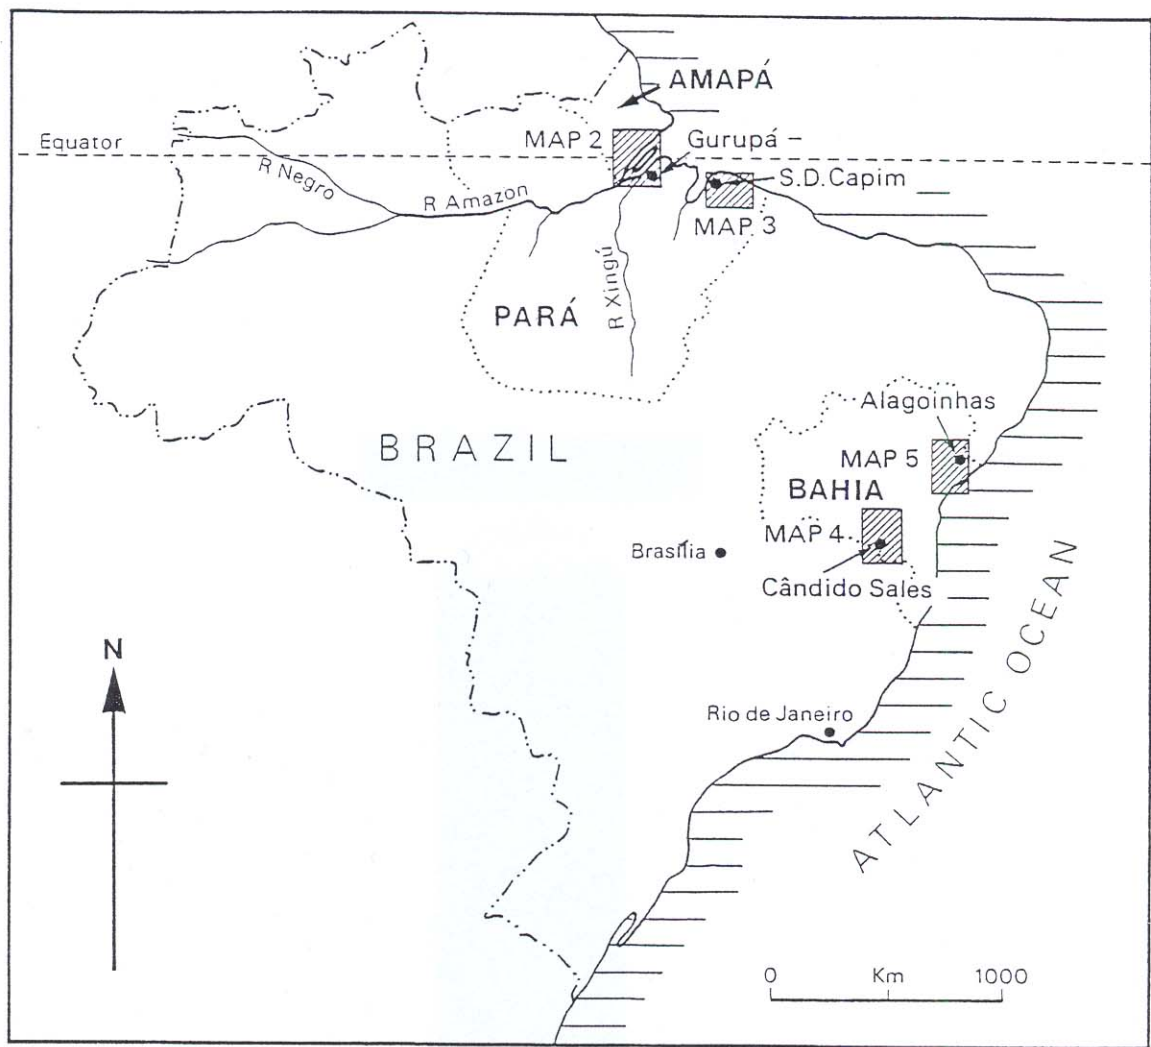 AMAPÁ
MAP 2
Gurupá –
Equator
R Negro
R Amazon
S.D.Capim
MAP 3
R Xingú
PARÁ
BRAZIL
Alagoinhas
MAP 5
BAHIA
MAP 4
Brasília
Cândido Sales
ATLANTIC OCEAN
N
Rio de Janeiro
0 Km 1000